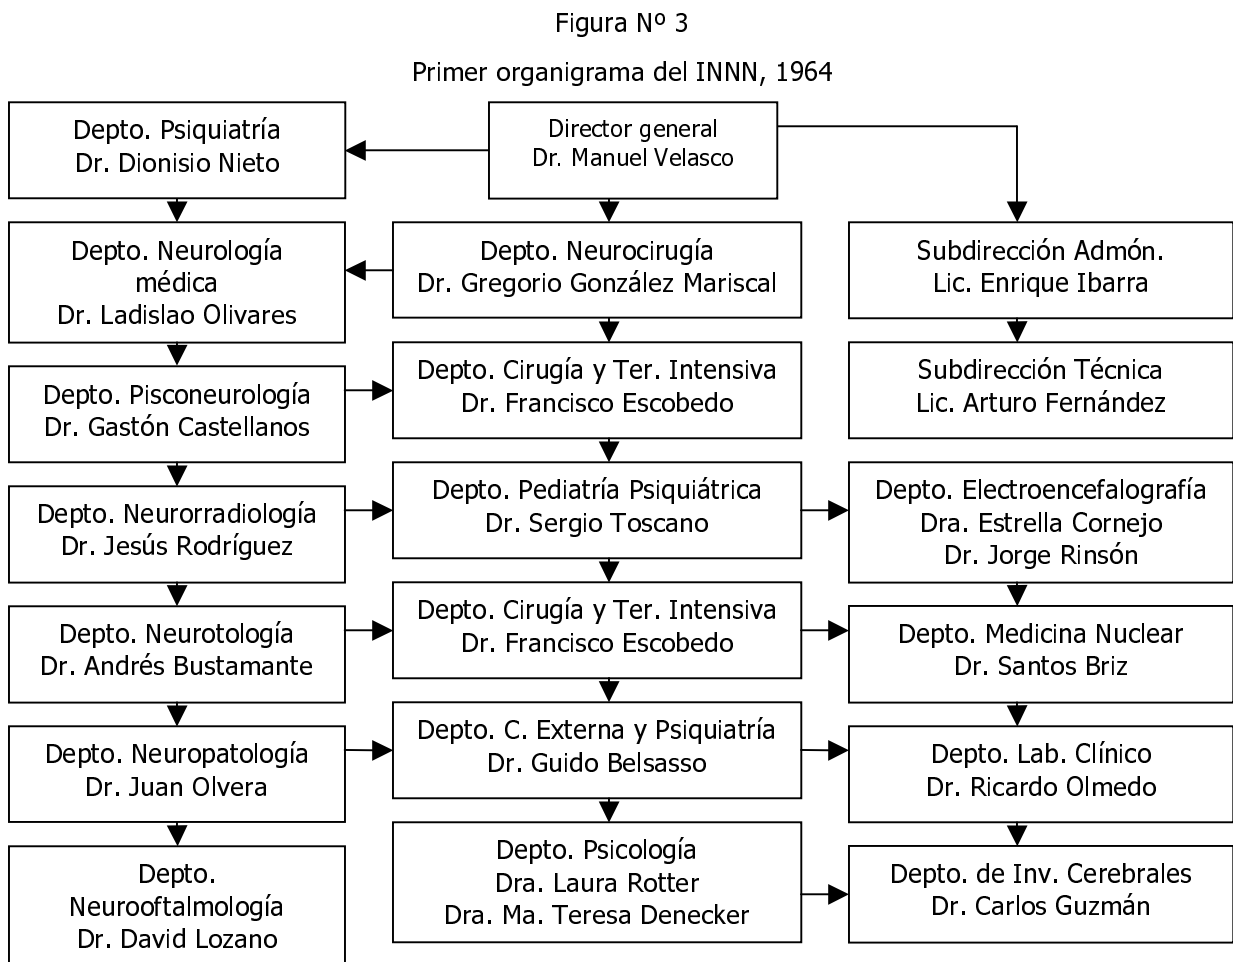 Figura Nº 3
Primer organigrama del INNN, 1964
Depto. Psiquiatría
Dr. Dionisio Nieto
Director general
Dr. Manuel Velasco
Depto. Neurología
médica
Dr. Ladislao Olivares
Depto. Neurocirugía
Dr. Gregorio González Mariscal
Subdirección Admón.
Lic. Enrique Ibarra
Depto. Pisconeurología
Dr. Gastón Castellanos
Depto. Cirugía y Ter. Intensiva
Dr. Francisco Escobedo
Subdirección Técnica
Lic. Arturo Fernández
Depto. Neurorradiología
Dr. Jesús Rodríguez
Depto. Pediatría Psiquiátrica
Dr. Sergio Toscano
Depto. Electroencefalografía
Dra. Estrella Cornejo
Dr. Jorge Rinsón
Depto. Neurotología
Dr. Andrés Bustamante
Depto. Cirugía y Ter. Intensiva
Dr. Francisco Escobedo
Depto. Medicina Nuclear
Dr. Santos Briz
Depto. Neuropatología
Dr. Juan Olvera
Depto. C. Externa y Psiquiatría
Dr. Guido Belsasso
Depto. Lab. Clínico
Dr. Ricardo Olmedo
Depto.
Neurooftalmología
Dr. David Lozano
Depto. Psicología
Dra. Laura Rotter
Dra. Ma. Teresa Denecker
Depto. de Inv. Cerebrales
Dr. Carlos Guzmán